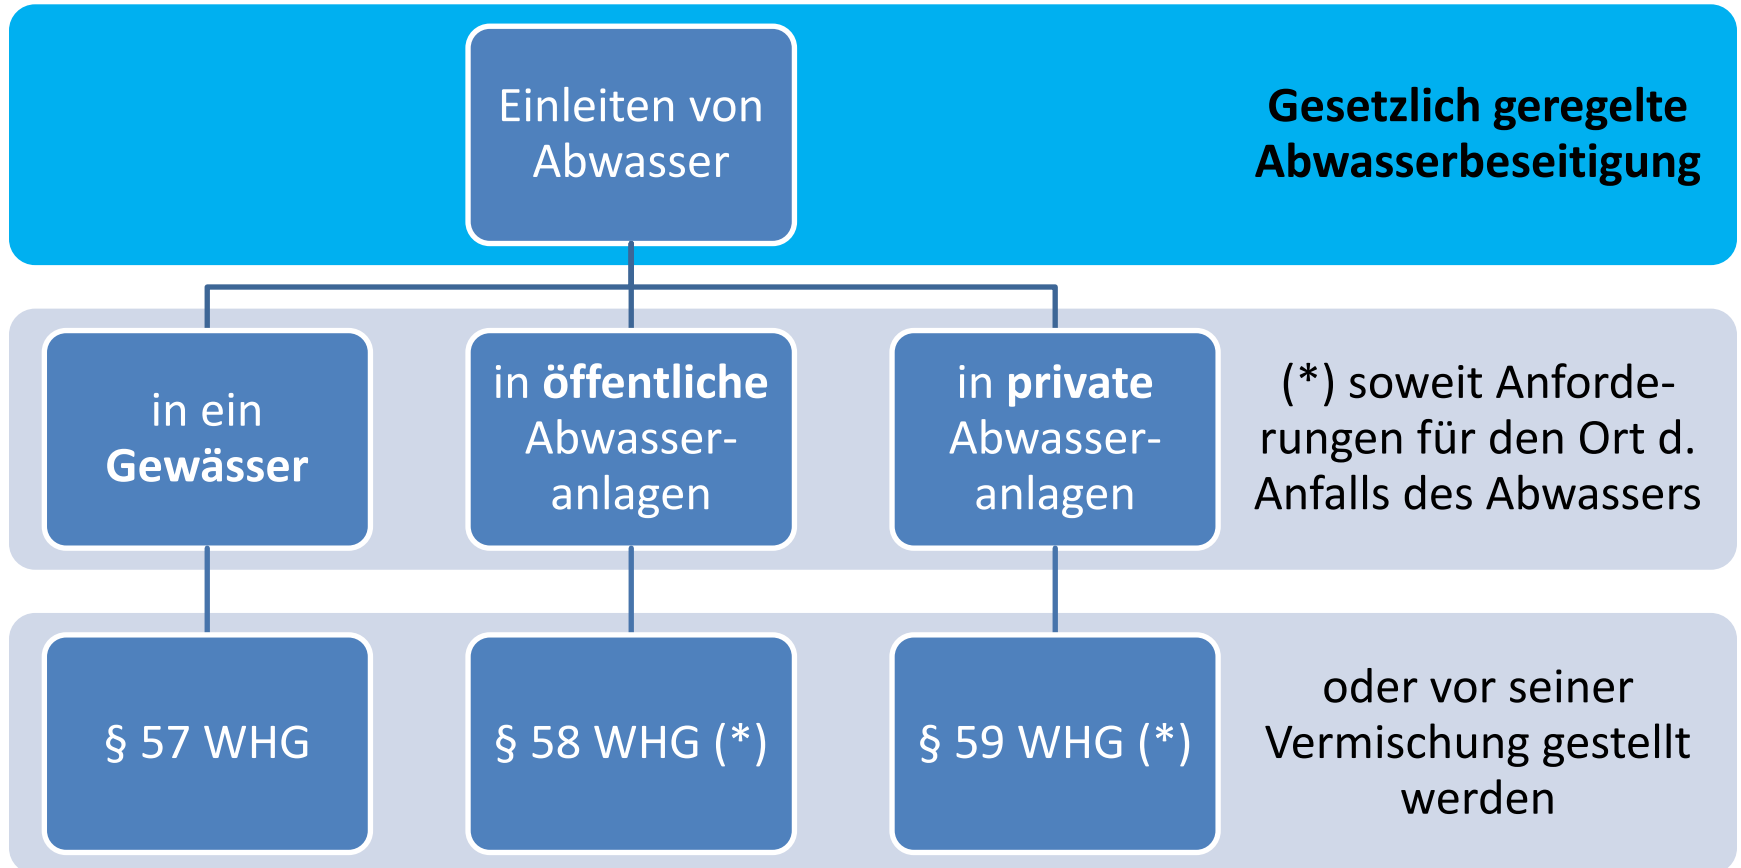 Einleiten von
Abwasser
Gesetzlich geregelte
Abwasserbeseitigung
in ein
Gewässer
in öffentliche
Abwasser-
anlagen
in private
Abwasser-
anlagen
(*) soweit Anforde-
rungen für den Ort d.
Anfalls des Abwassers
§ 57 WHG
§ 58 WHG (*)
§ 59 WHG (*)
oder vor seiner
Vermischung gestellt
werden